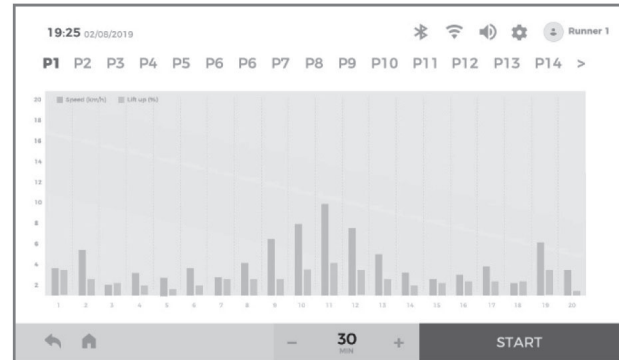 19:25 02/08/2019 Runner 1
P1 P2 P3 P4 P5 P6 P6 P7 P8 P9 P10 P11 P12 P13 P14 >
20 Speed (km/h) Lift up (%)
18
16
14
12
10
8
6
4
2
1 2 3 4 5 6 7 8 9 10 11 12 13 14 15 16 17 18 19 20
− 30 + START
MIN